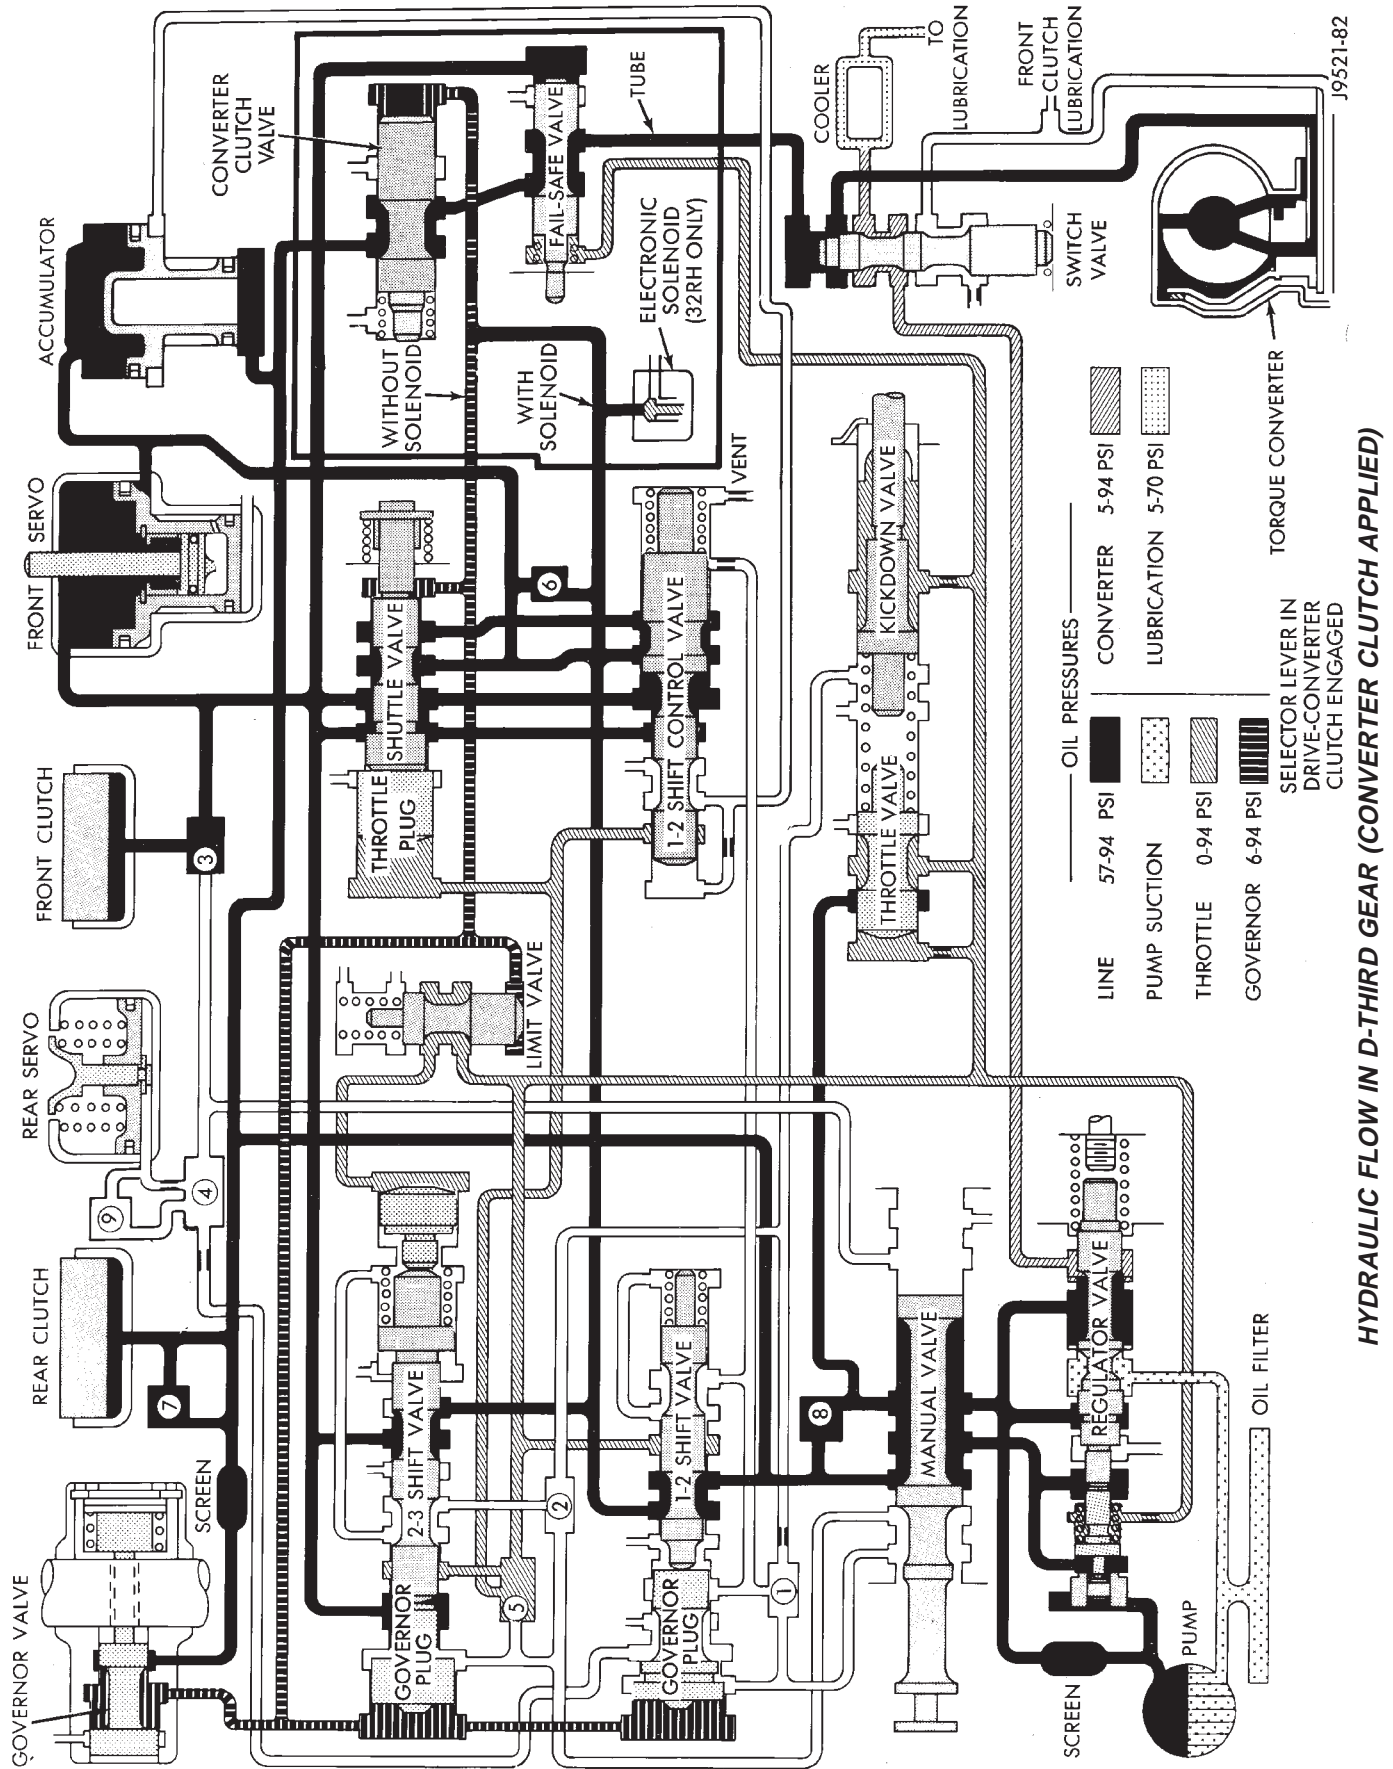 GOVERNOR VALVE
SCREEN
REAR CLUTCH
REAR SERVO
FRONT CLUTCH
FRONT SERVO
ACCUMULATOR
7
9
4
3
6
CONVERTER
CLUTCH
VALVE
FAIL-SAFE VALVE
TUBE
WITHOUT
SOLENOID
WITH
SOLENOID
ELECTRONIC
SOLENOID
(32RH ONLY)
VENT
COOLER
TO
LUBRICATION
FRONT
CLUTCH
LUBRICATION
SWITCH
VALVE
TORQUE CONVERTER
SHUTTLE VALVE
THROTTLE
PLUG
1-2 SHIFT CONTROL VALVE
LIMIT VALVE
KICKDOWN VALVE
THROTTLE VALVE
GOVERNOR
PLUG
2-3 SHIFT VALVE
2
5
GOVERNOR
PLUG
1-2 SHIFT VALVE
1
8
MANUAL VALVE
REGULATOR VALVE
SCREEN
PUMP
OIL FILTER
OIL PRESSURES
LINE 57-94 PSI
PUMP SUCTION
THROTTLE 0-94 PSI
GOVERNOR 6-94 PSI
CONVERTER 5-94 PSI
LUBRICATION 5-70 PSI
SELECTOR LEVER IN
DRIVE-CONVERTER
CLUTCH ENGAGED
J9521-82
HYDRAULIC FLOW IN D-THIRD GEAR (CONVERTER CLUTCH APPLIED)